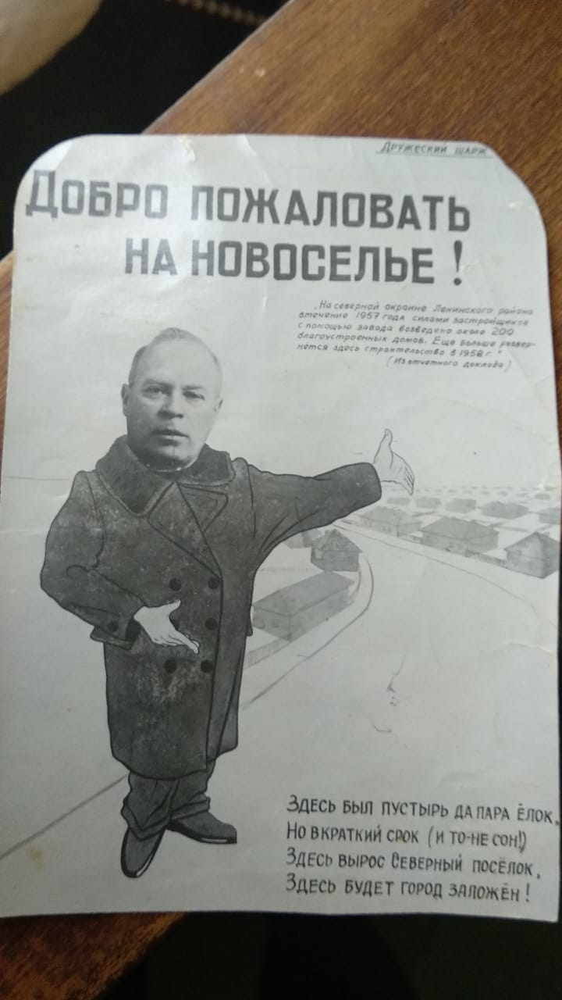 Дружеский шарж
Добро пожаловать
на новоселье!
„На северной окраине Ленинского района
втечение 1957 года силами застройщиков
с помощью завода возведено около 200
благоустроенных домов. Еще больше развер-
нется здесь строительство в 1958 г.“
(Из отчетного доклада)
Здесь был пустырь да пара ёлок,
Но в краткий срок (и то-не сон!)
Здесь вырос Северный посёлок,
Здесь будет город заложён!